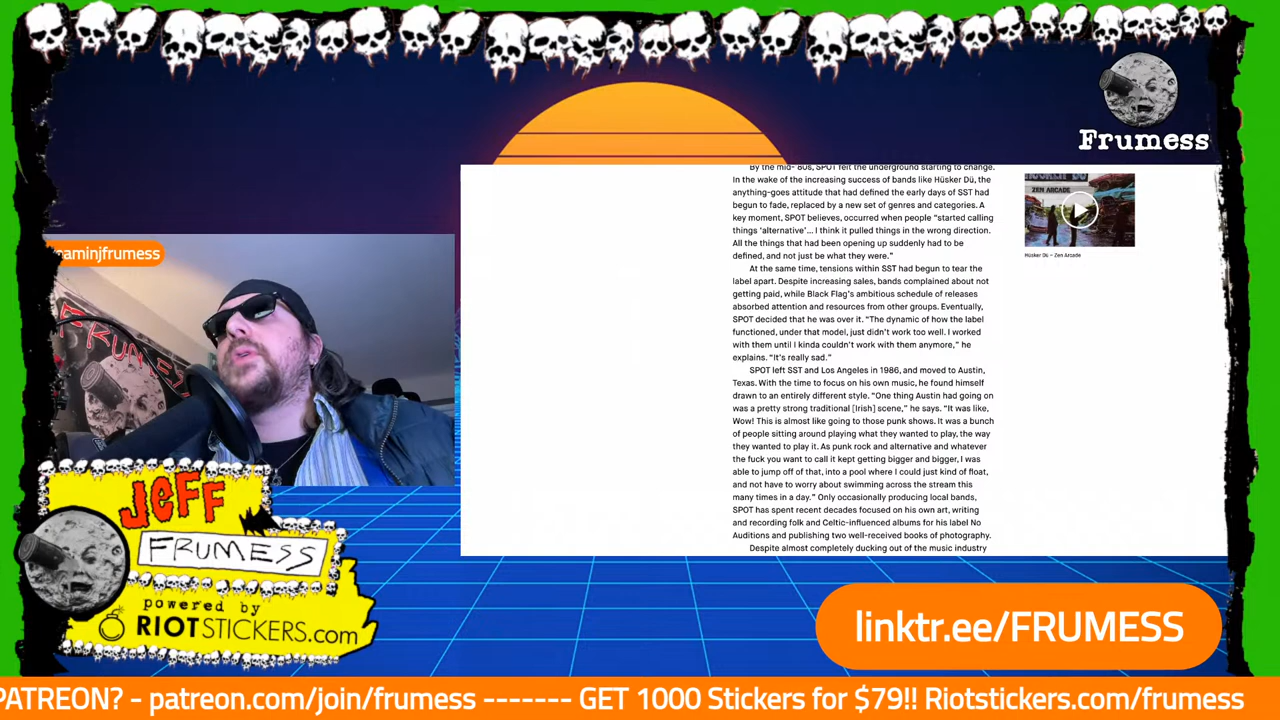 Frumess
naminjfrumess
By the mid-'80s, SPOT felt the underground starting to change.
In the wake of the increasing success of bands like Hüsker Dü, the
anything-goes attitude that had defined the early days of SST had
begun to fade, replaced by a new set of genres and categories. A
key moment, SPOT believes, occurred when people “started calling
things ‘alternative’... I think it pulled things in the wrong direction.
All the things that had been opening up suddenly had to be
defined, and not just be what they were.”
At the same time, tensions within SST had begun to tear the
label apart. Despite increasing sales, bands complained about not
getting paid, while Black Flag’s ambitious schedule of releases
absorbed attention and resources from other groups. Eventually,
SPOT decided that he was over it. “The dynamic of how the label
functioned, under that model, just didn’t work too well. I worked
with them until I kinda couldn’t work with them anymore,” he
explains. “It’s really sad.”
SPOT left SST and Los Angeles in 1986, and moved to Austin,
Texas. With the time to focus on his own music, he found himself
drawn to an entirely different style. “One thing Austin had going on
was a pretty strong traditional [Irish] scene,” he says. “It was like,
Wow! This is almost like going to those punk shows. It was a bunch
of people sitting around playing what they wanted to play, the way
they wanted to play it. As punk rock and alternative and whatever
the fuck you want to call it kept getting bigger and bigger, I was
able to jump off of that, into a pool where I could just kind of float,
and not have to worry about swimming across the stream this
many times in a day.” Only occasionally producing local bands,
SPOT has spent recent decades focused on his own art, writing
and recording folk and Celtic-influenced albums for his label No
Auditions and publishing two well-received books of photography.
Despite almost completely ducking out of the music industry
ZEN ARCADE
Hüsker Dü – Zen Arcade
FRUMESS
JEFF
FRUMESS
powered by
RIOTSTICKERS.com
linktr.ee/FRUMESS
PATREON? - patreon.com/join/frumess ------- GET 1000 Stickers for $79!! Riotstickers.com/frumess